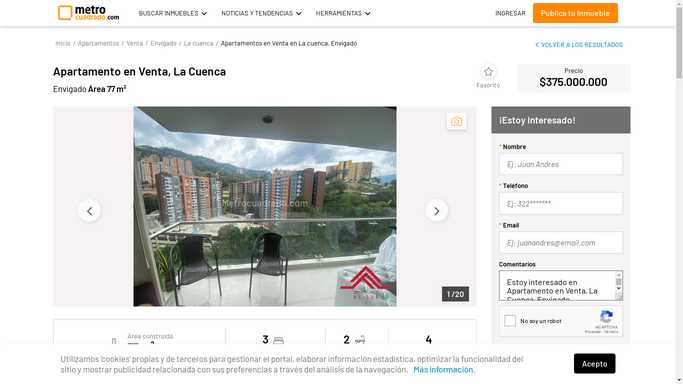 metro
cuadrado.com
BUSCAR INMUEBLES
NOTICIAS Y TENDENCIAS
HERRAMIENTAS
INGRESAR
Publica tu Inmueble
Inicio / Apartamentos / Venta / Envigado / La cuenca / Apartamentos en Venta en La cuenca, Envigado
< VOLVER A LOS RESULTADOS
Apartamento en Venta, La Cuenca
Envigado Área 77 m²
Favorito
Precio
$375.000.000
Metrocuadrado.com
1 / 20
¡Estoy Interesado!
* Nombre
Ej: Juan Andres
* Teléfono
Ej: 322*******
* Email
Ej: juanandres@email.com
Comentarios
Estoy interesado en
Apartamento en Venta, La
Cuenca, Envigado
No soy un robot
reCAPTCHA
Privacidad - Términos
Área construida
3
2
4
Utilizamos 'cookies' propias y de terceros para gestionar el portal, elaborar información estadística, optimizar la funcionalidad del
sitio y mostrar publicidad relacionada con sus preferencias a través del análisis de la navegación. Más información.
Acepto